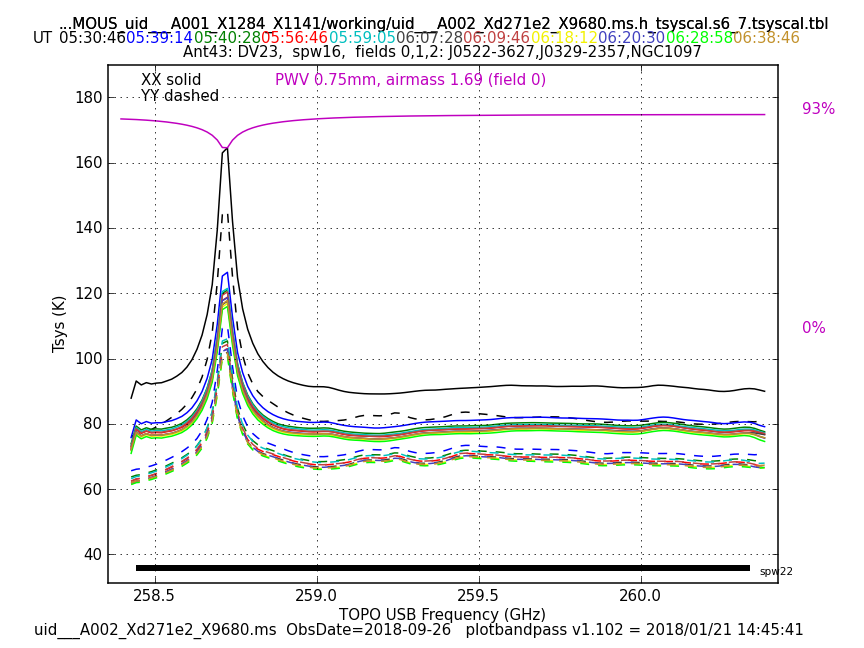 ...MOUS_uid___A001_X1284_X1141/working/uid___A002_Xd271e2_X9680.ms.h_tsyscal.s6_7.tsyscal.tbl
UT 05:30:46 05:39:14 05:40:28 05:56:46 05:59:05 06:07:28 06:09:46 06:18:12 06:20:30 06:28:58 06:38:46
Ant43: DV23, spw16, fields 0,1,2: J0522-3627,J0329-2357,NGC1097
XX solid
YY dashed
PWV 0.75mm, airmass 1.69 (field 0)
93%
0%
180
160
140
120
100
80
60
40
Tsys (K)
spw22
258.5 259.0 259.5 260.0
TOPO USB Frequency (GHz)
uid___A002_Xd271e2_X9680.ms ObsDate=2018-09-26 plotbandpass v1.102 = 2018/01/21 14:45:41